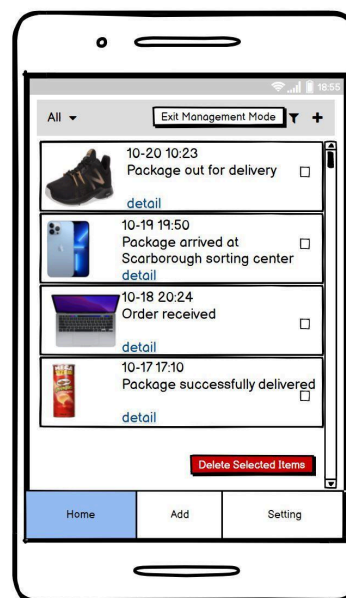 18:55
All
Exit Management Mode
+
10-20 10:23
Package out for delivery
detail
10-19 19:50
Package arrived at
Scarborough sorting center
detail
10-18 20:24
Order received
detail
10-17 17:10
Package successfully delivered
detail
Delete Selected Items
Home
Add
Setting